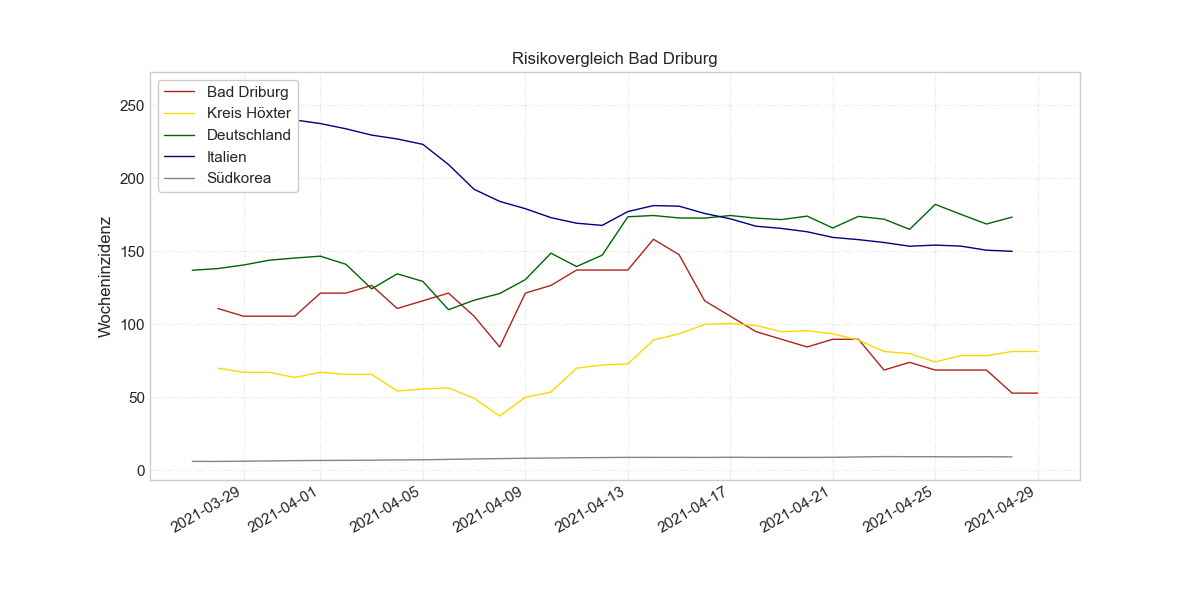 Risikovergleich Bad Driburg
Bad Driburg
Kreis Höxter
Deutschland
Italien
Südkorea
Wocheninzidenz
250
200
150
100
50
0
2021-03-29
2021-04-01
2021-04-05
2021-04-09
2021-04-13
2021-04-17
2021-04-21
2021-04-25
2021-04-29